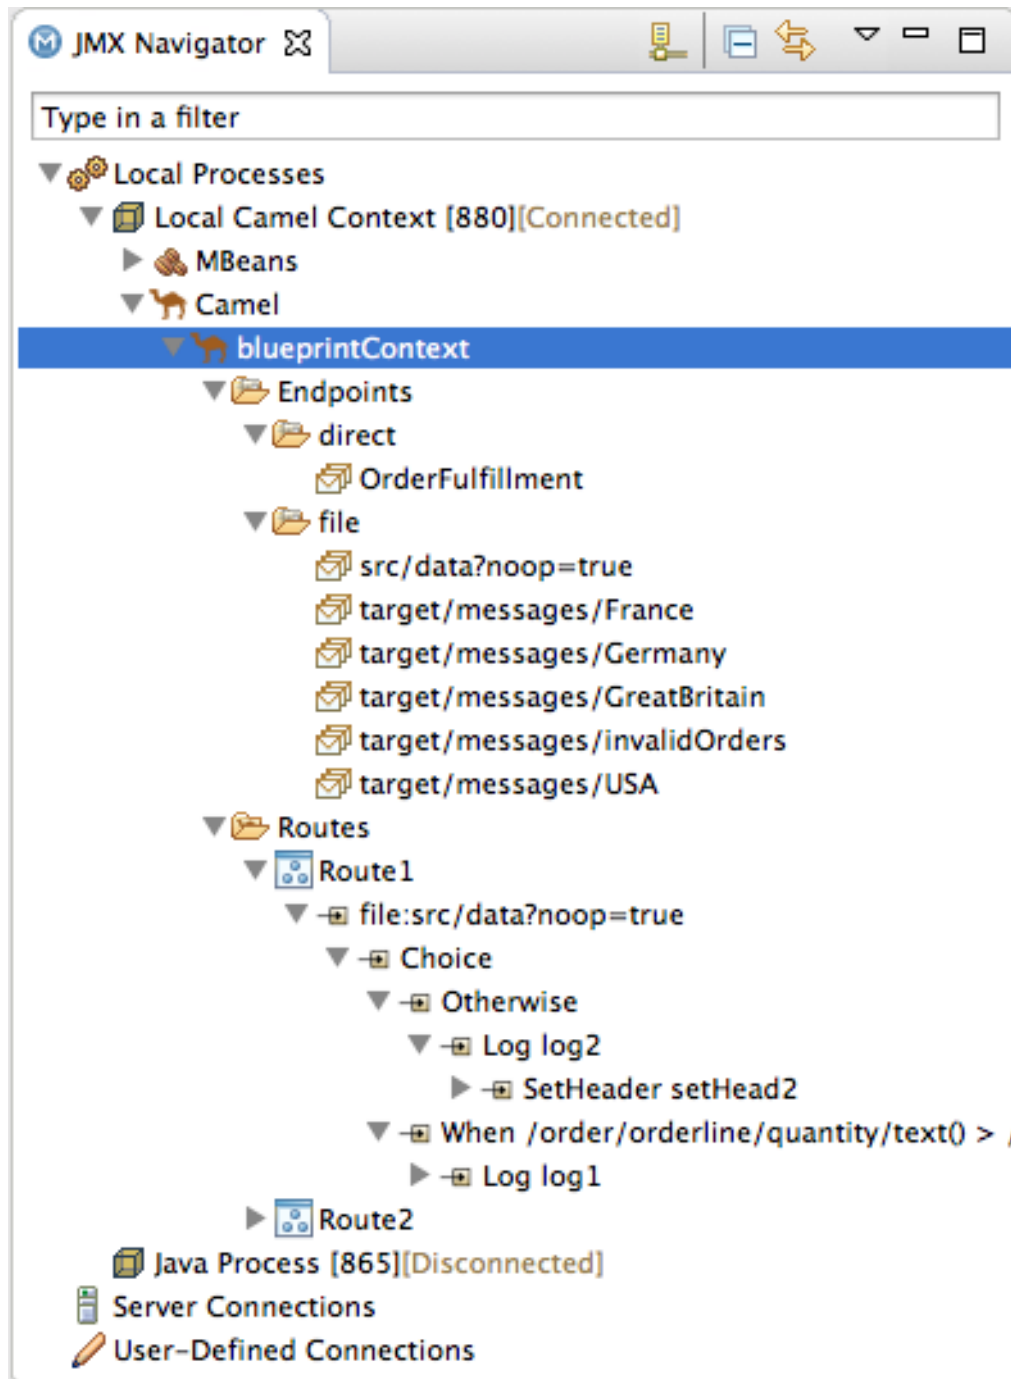 JMX Navigator
Type in a filter
Local Processes
Local Camel Context [880][Connected]
MBeans
Camel
blueprintContext
Endpoints
direct
OrderFulfillment
file
src/data?noop=true
target/messages/France
target/messages/Germany
target/messages/GreatBritain
target/messages/invalidOrders
target/messages/USA
Routes
Route1
file:src/data?noop=true
Choice
Otherwise
Log log2
SetHeader setHead2
When /order/orderline/quantity/text() > /
Log log1
Route2
Java Process [865][Disconnected]
Server Connections
User-Defined Connections